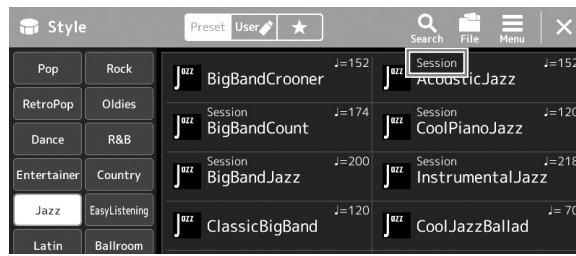 Style
Preset User ★
Search File Menu
Pop Rock
RetroPop Oldies
Dance R&B
Entertainer Country
Jazz EasyListening
Latin Ballroom
Jazz BigBandCrooner ♩=152
Jazz Session AcousticJazz ♩=152
Jazz Session BigBandCount ♩=174
Jazz Session CoolPianoJazz ♩=120
Jazz Session BigBandJazz ♩=200
Jazz Session InstrumentalJazz ♩=218
Jazz ClassicBigBand ♩=120
Jazz CoolJazzBallad ♩= 70